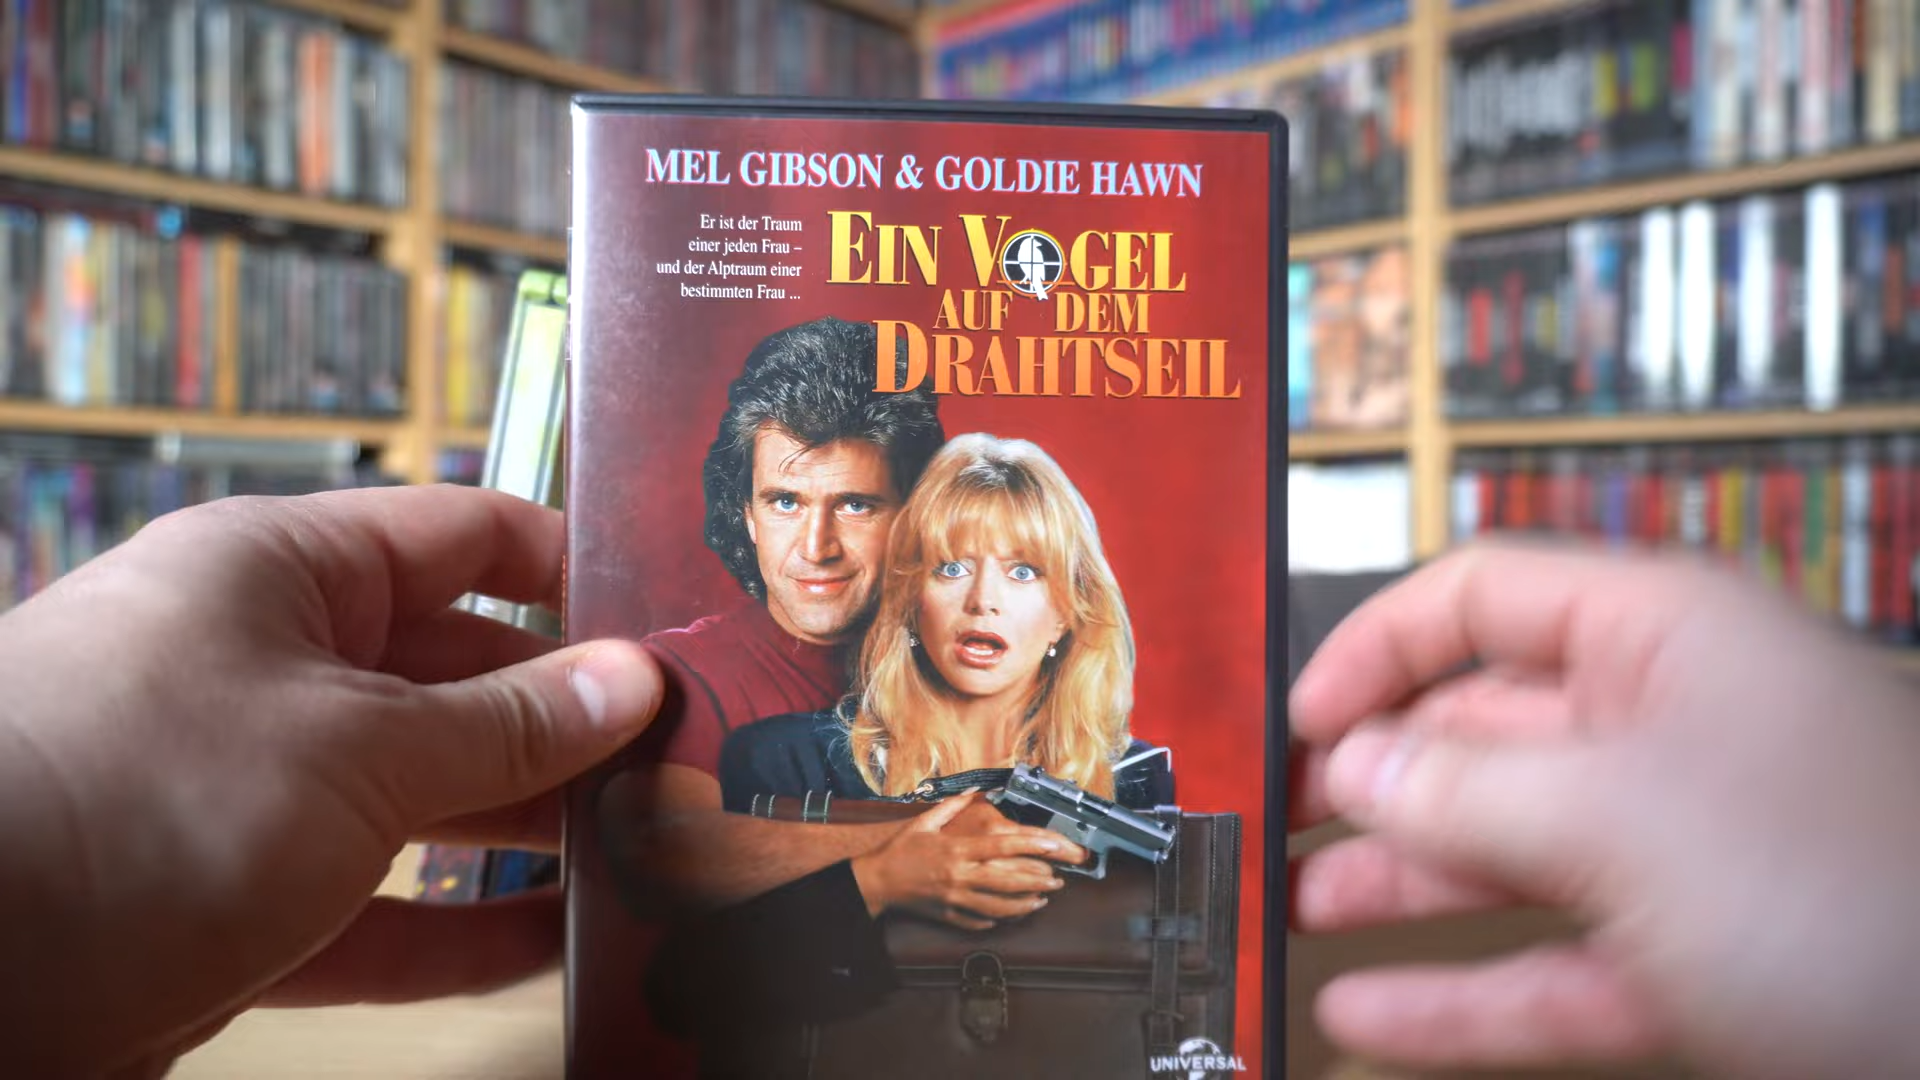 MEL GIBSON & GOLDIE HAWN
Er ist der Traum
einer jeden Frau –
und der Alptraum einer
bestimmten Frau ...
EIN VOGEL
AUF DEM
DRAHTSEIL
UNIVERSAL